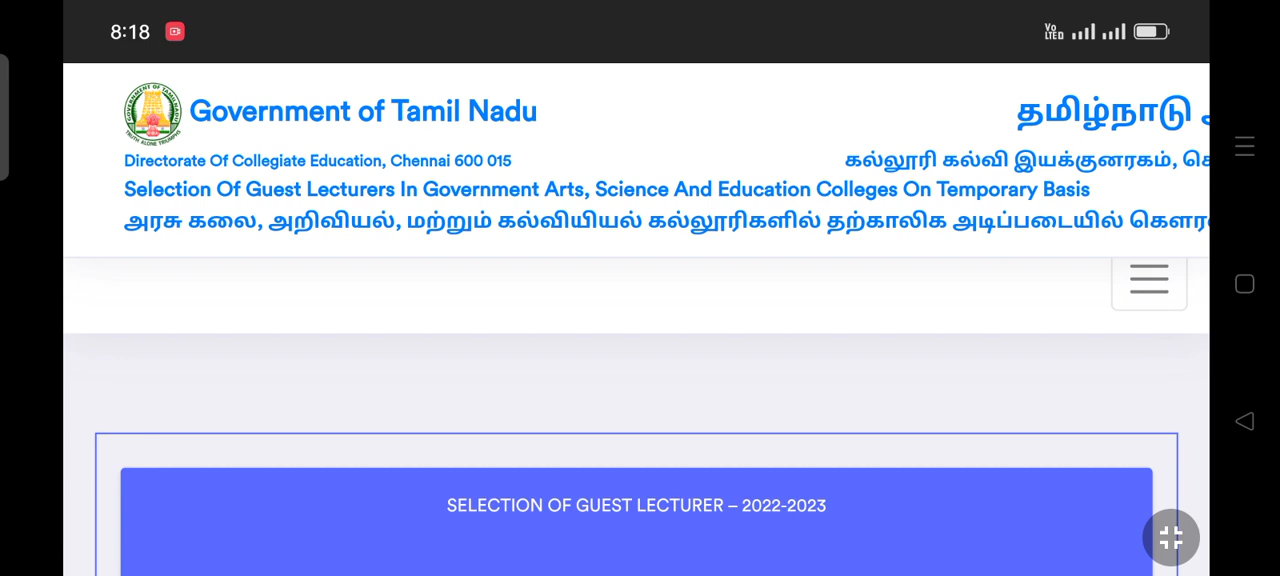 8:18
Vo LTED
Government of Tamil Nadu
தமிழ்நாடு
Directorate Of Collegiate Education, Chennai 600 015
கல்லூரி கல்வி இயக்குனரகம்,
Selection Of Guest Lecturers In Government Arts, Science And Education Colleges On Temporary Basis
அரசு கலை, அறிவியல், மற்றும் கல்வியியல் கல்லூரிகளில் தற்காலிக அடிப்படையில்
SELECTION OF GUEST LECTURER – 2022-2023